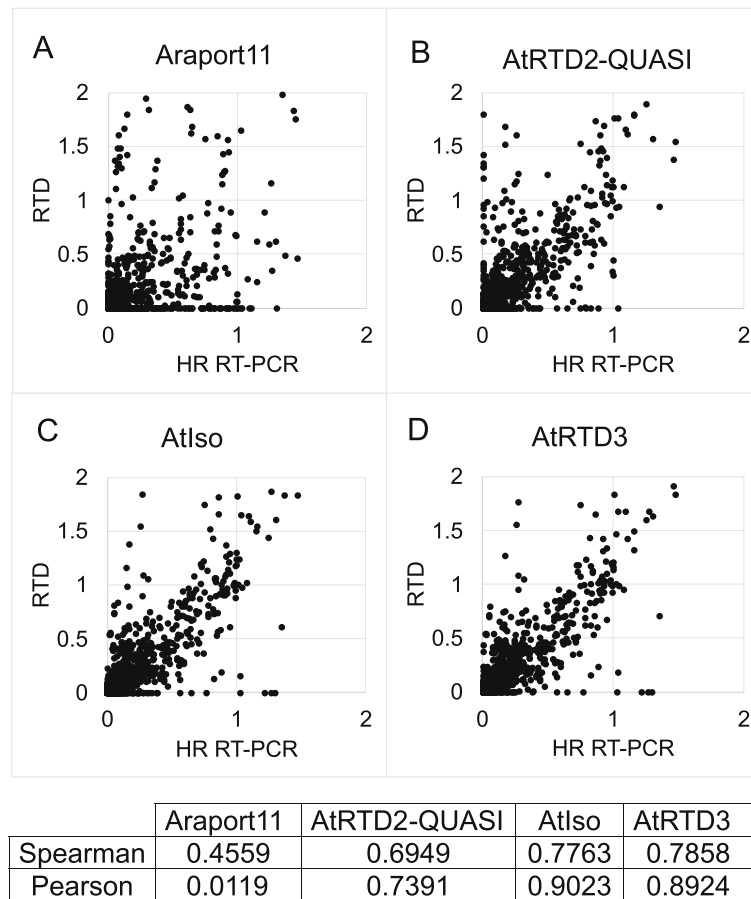 A
Araport11
2
1.5
1
0.5
0
RTD
0 1 2
HR RT-PCR
B
AtRTD2-QUASI
2
1.5
1
0.5
0
RTD
0 1 2
HR RT-PCR
C
AtIso
2
1.5
1
0.5
0
RTD
0 1 2
HR RT-PCR
D
AtRTD3
2
1.5
1
0.5
0
RTD
0 1 2
HR RT-PCR
Araport11 AtRTD2-QUASI AtIso AtRTD3
Spearman 0.4559 0.6949 0.7763 0.7858
Pearson 0.0119 0.7391 0.9023 0.8924